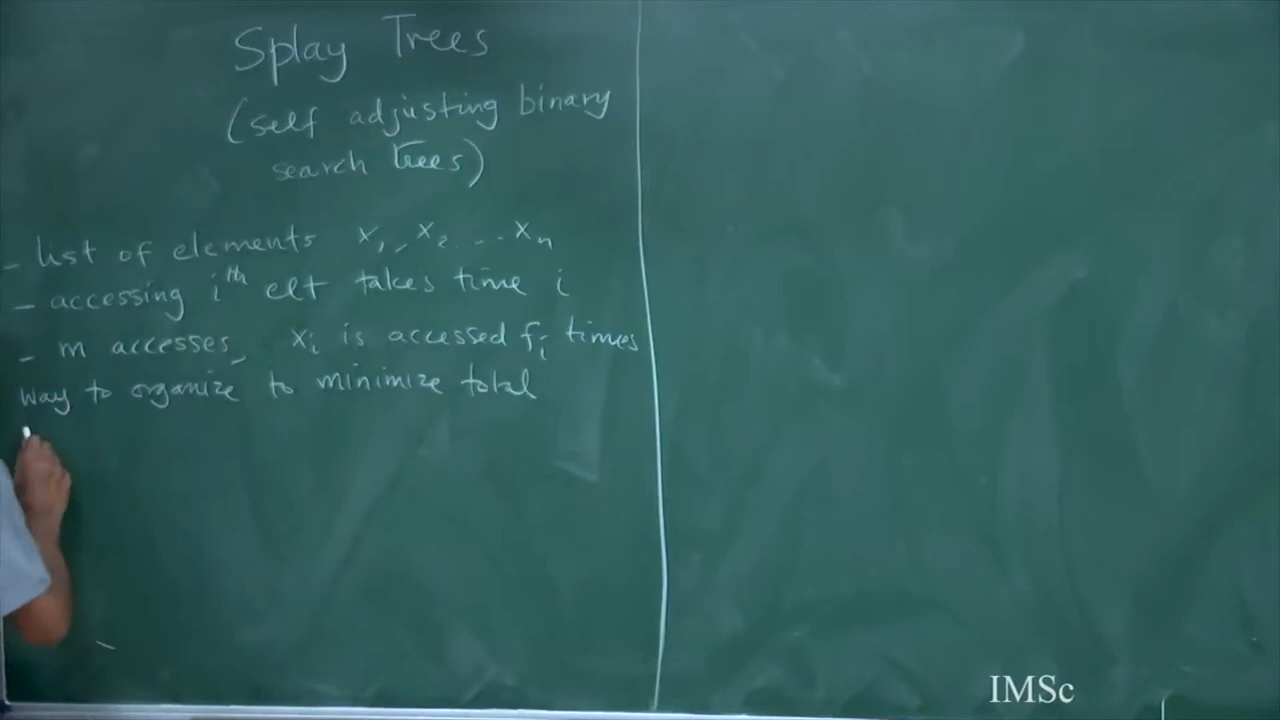 Splay Trees
(self adjusting binary
search trees)
- list of elements x₁, x₂ ... xₙ
- accessing iᵗʰ elt takes time i
- m accesses, xᵢ is accessed fᵢ times
way to organize to minimize total
IMSc